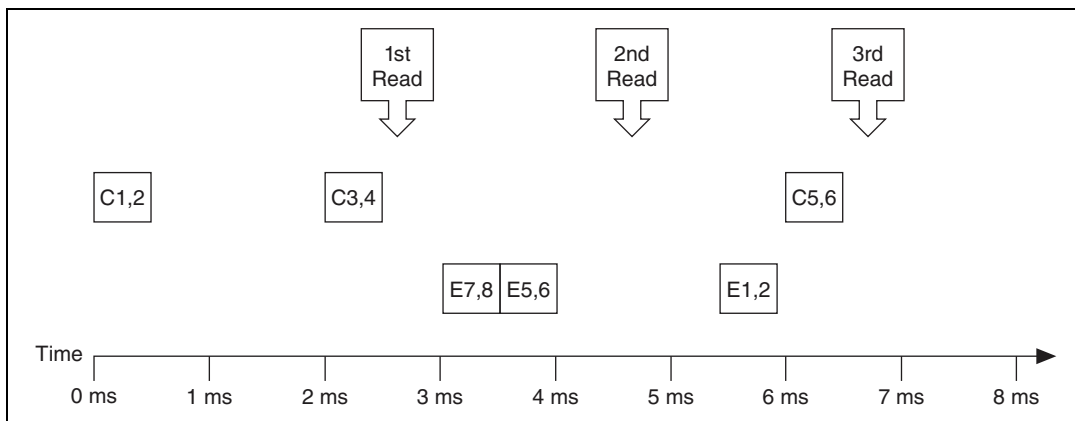 1st
Read
2nd
Read
3rd
Read
C1,2
C3,4
C5,6
E7,8
E5,6
E1,2
Time
0 ms
1 ms
2 ms
3 ms
4 ms
5 ms
6 ms
7 ms
8 ms